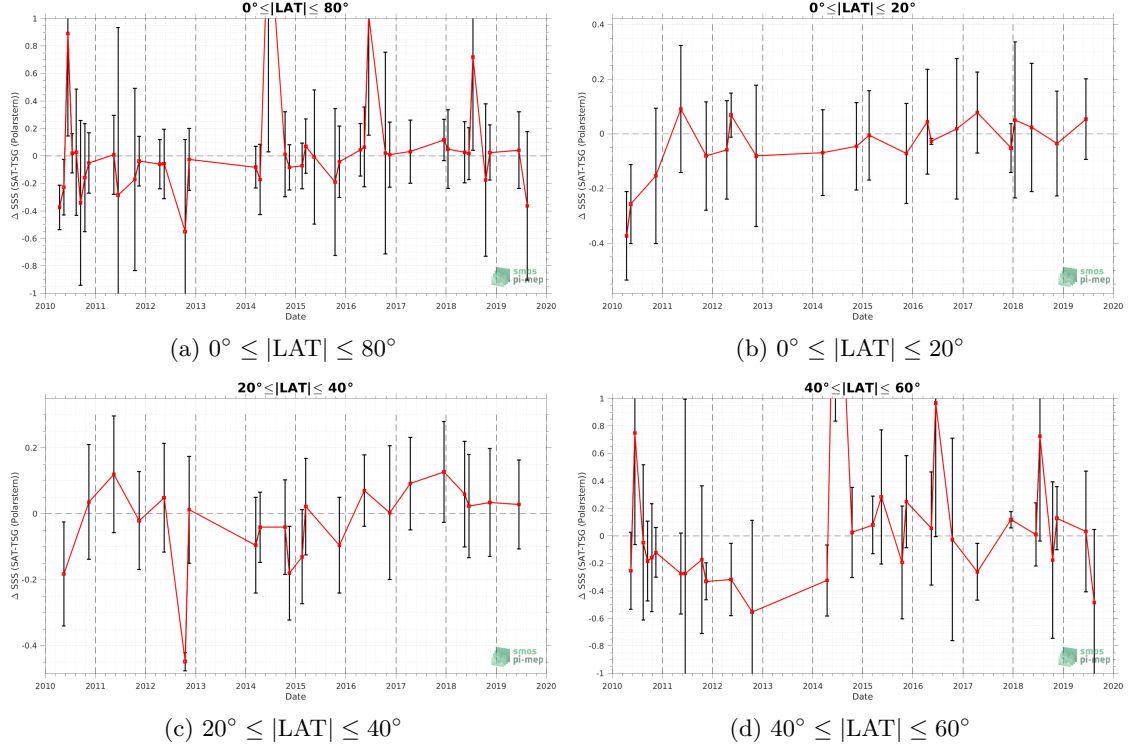 0°≤|LAT|≤ 80°
Δ SSS (SAT-TSG (Polarstern))
1
0.8
0.6
0.4
0.2
0
-0.2
-0.4
-0.6
-0.8
-1
2010 2011 2012 2013 2014 2015 2016 2017 2018 2019 2020
Date
smos
pi-mep
(a) 0° ≤ |LAT| ≤ 80°
0°≤|LAT|≤ 20°
Δ SSS (SAT-TSG (Polarstern))
0.4
0.2
0
-0.2
-0.4
2010 2011 2012 2013 2014 2015 2016 2017 2018 2019 2020
Date
smos
pi-mep
(b) 0° ≤ |LAT| ≤ 20°
20°≤|LAT|≤ 40°
Δ SSS (SAT-TSG (Polarstern))
0.2
0
-0.2
-0.4
2010 2011 2012 2013 2014 2015 2016 2017 2018 2019 2020
Date
smos
pi-mep
(c) 20° ≤ |LAT| ≤ 40°
40°≤|LAT|≤ 60°
Δ SSS (SAT-TSG (Polarstern))
1
0.8
0.6
0.4
0.2
0
-0.2
-0.4
-0.6
-0.8
-1
2010 2011 2012 2013 2014 2015 2016 2017 2018 2019 2020
Date
smos
pi-mep
(d) 40° ≤ |LAT| ≤ 60°